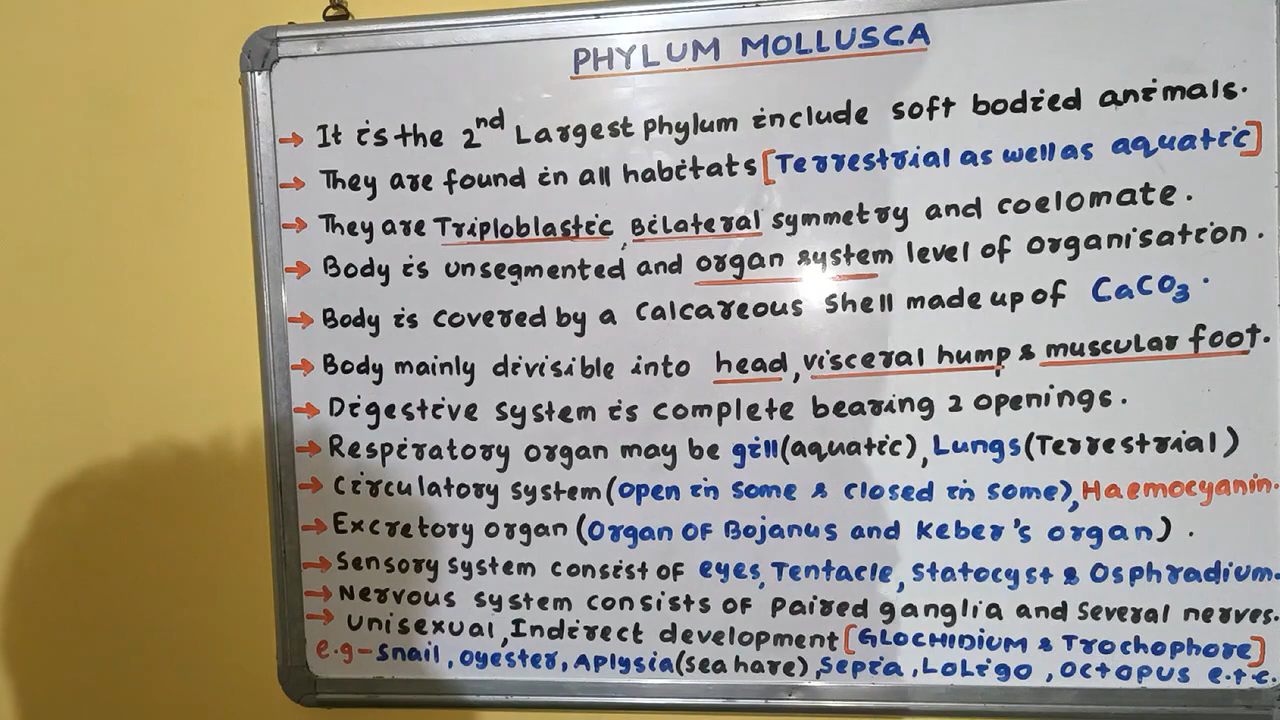 PHYLUM MOLLUSCA
→ It is the 2nd Largest phylum include soft bodied animals.
→ They are found in all habitats [Terrestrial as well as aquatic]
→ They are Triploblastic, Bilateral symmetry and coelomate.
→ Body is unsegmented and organ system level of organisation.
→ Body is covered by a calcareous shell made up of CaCO3.
→ Body mainly divisible into head, visceral hump & muscular foot.
→ Digestive system is complete bearing 2 openings.
→ Respiratory organ may be gill(aquatic), Lungs(Terrestrial)
→ Circulatory system(open in some & closed in some), Haemocyanin.
→ Excretory organ (Organ of Bojanus and Keber's organ).
→ Sensory system consist of eyes, Tentacle, Statocyst & Osphradium.
→ Nervous system consists of paired ganglia and several nerves.
→ Unisexual, Indirect development [GLOCHIDIUM & Trochophore]
e.g- Snail, oyester, Aplysia(sea hare), Sepia, LoLigo, OCTOPUS e.t.c.